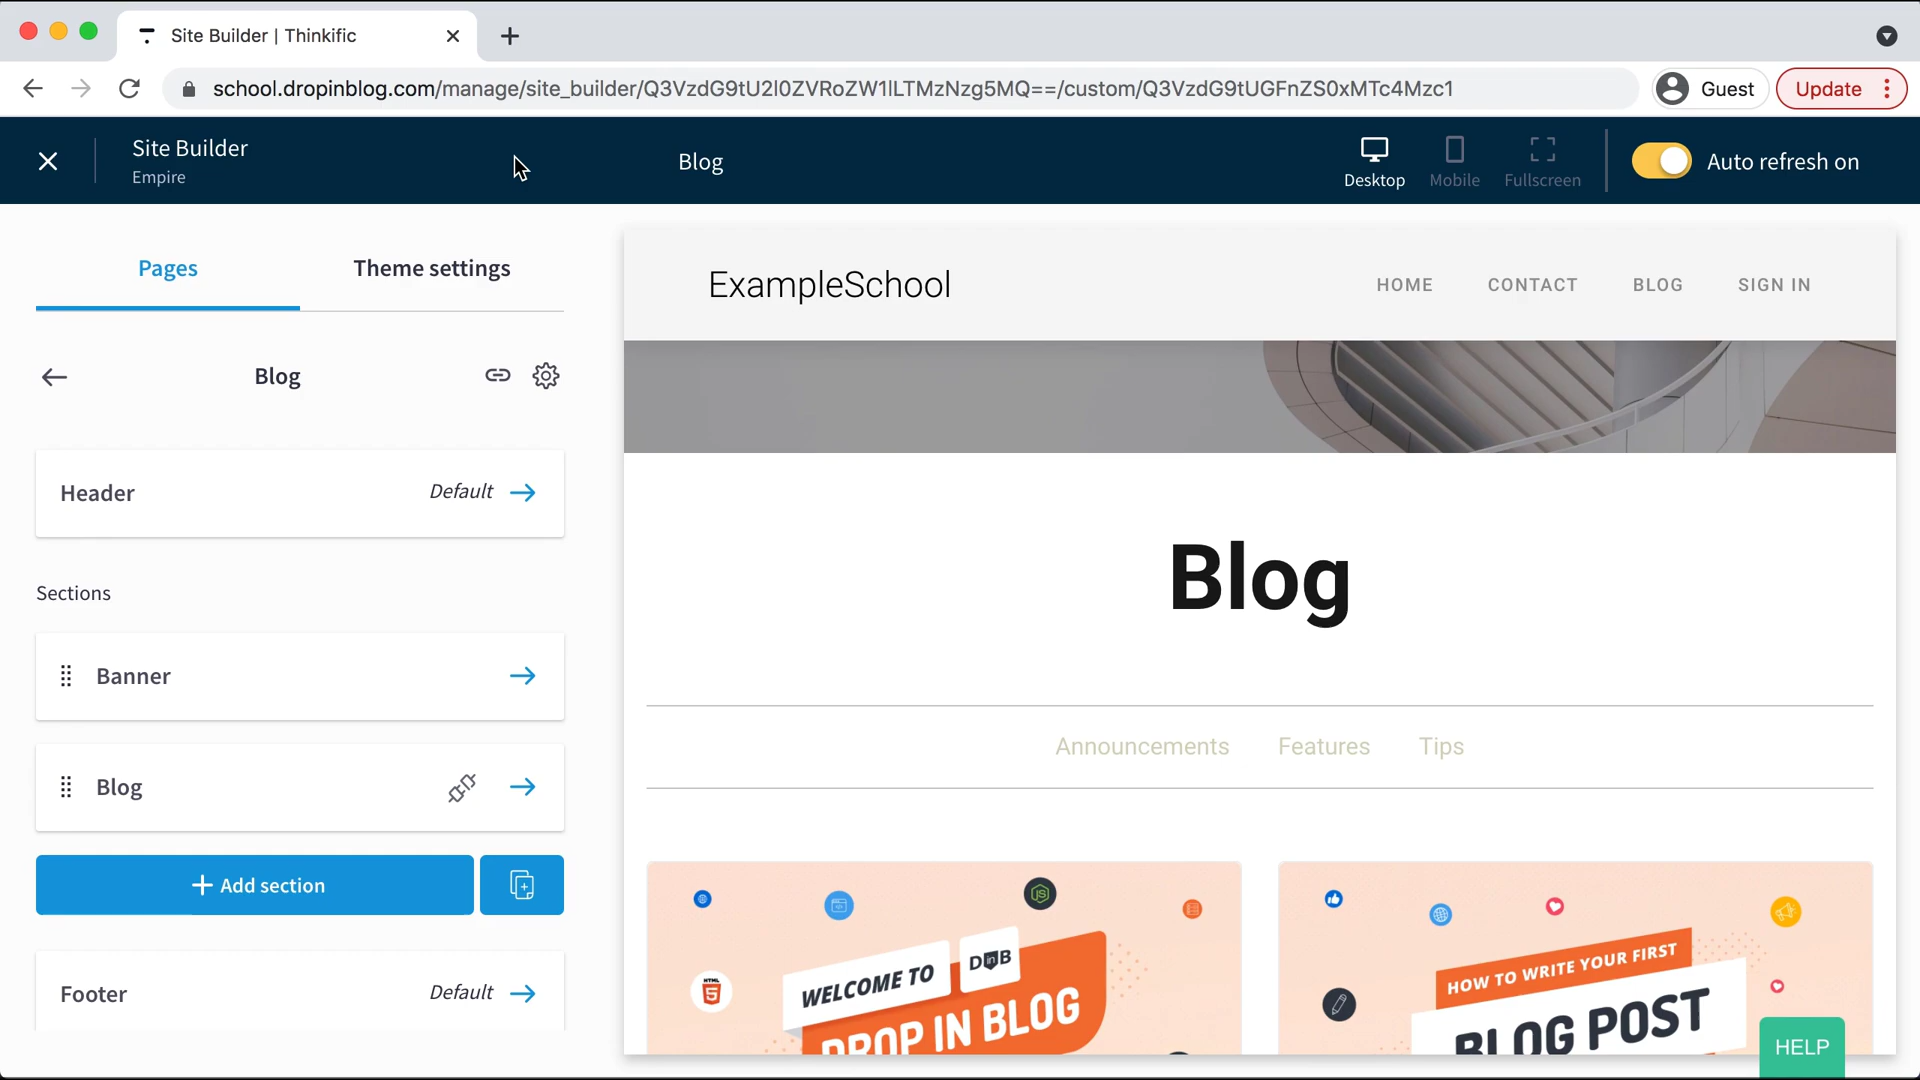 Site Builder | Thinkific
school.dropinblog.com/manage/site_builder/Q3VzdG9tU2l0ZVRoZW1lLTMzNzg5MQ==/custom/Q3VzdG9tUGFnZS0xMTc4Mzc1
Guest
Update
Site Builder
Empire
Blog
Desktop
Mobile
Fullscreen
Auto refresh on
Pages
Theme settings
Blog
Header
Default
Sections
Banner
Blog
Add section
Footer
Default
ExampleSchool
HOME
CONTACT
BLOG
SIGN IN
Blog
Announcements
Features
Tips
WELCOME TO
DinB
DROP IN BLOG
HOW TO WRITE YOUR FIRST
BLOG POST
HELP